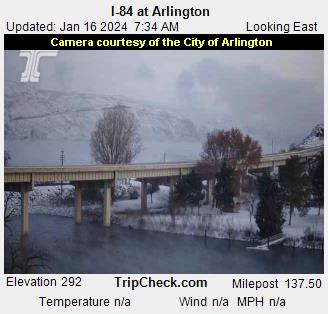 I-84 at Arlington
Updated: Jan 16 2024 7:34 AM Looking East
Camera courtesy of the City of Arlington
Elevation 292 TripCheck.com Milepost 137.50
Temperature n/a Wind n/a MPH n/a